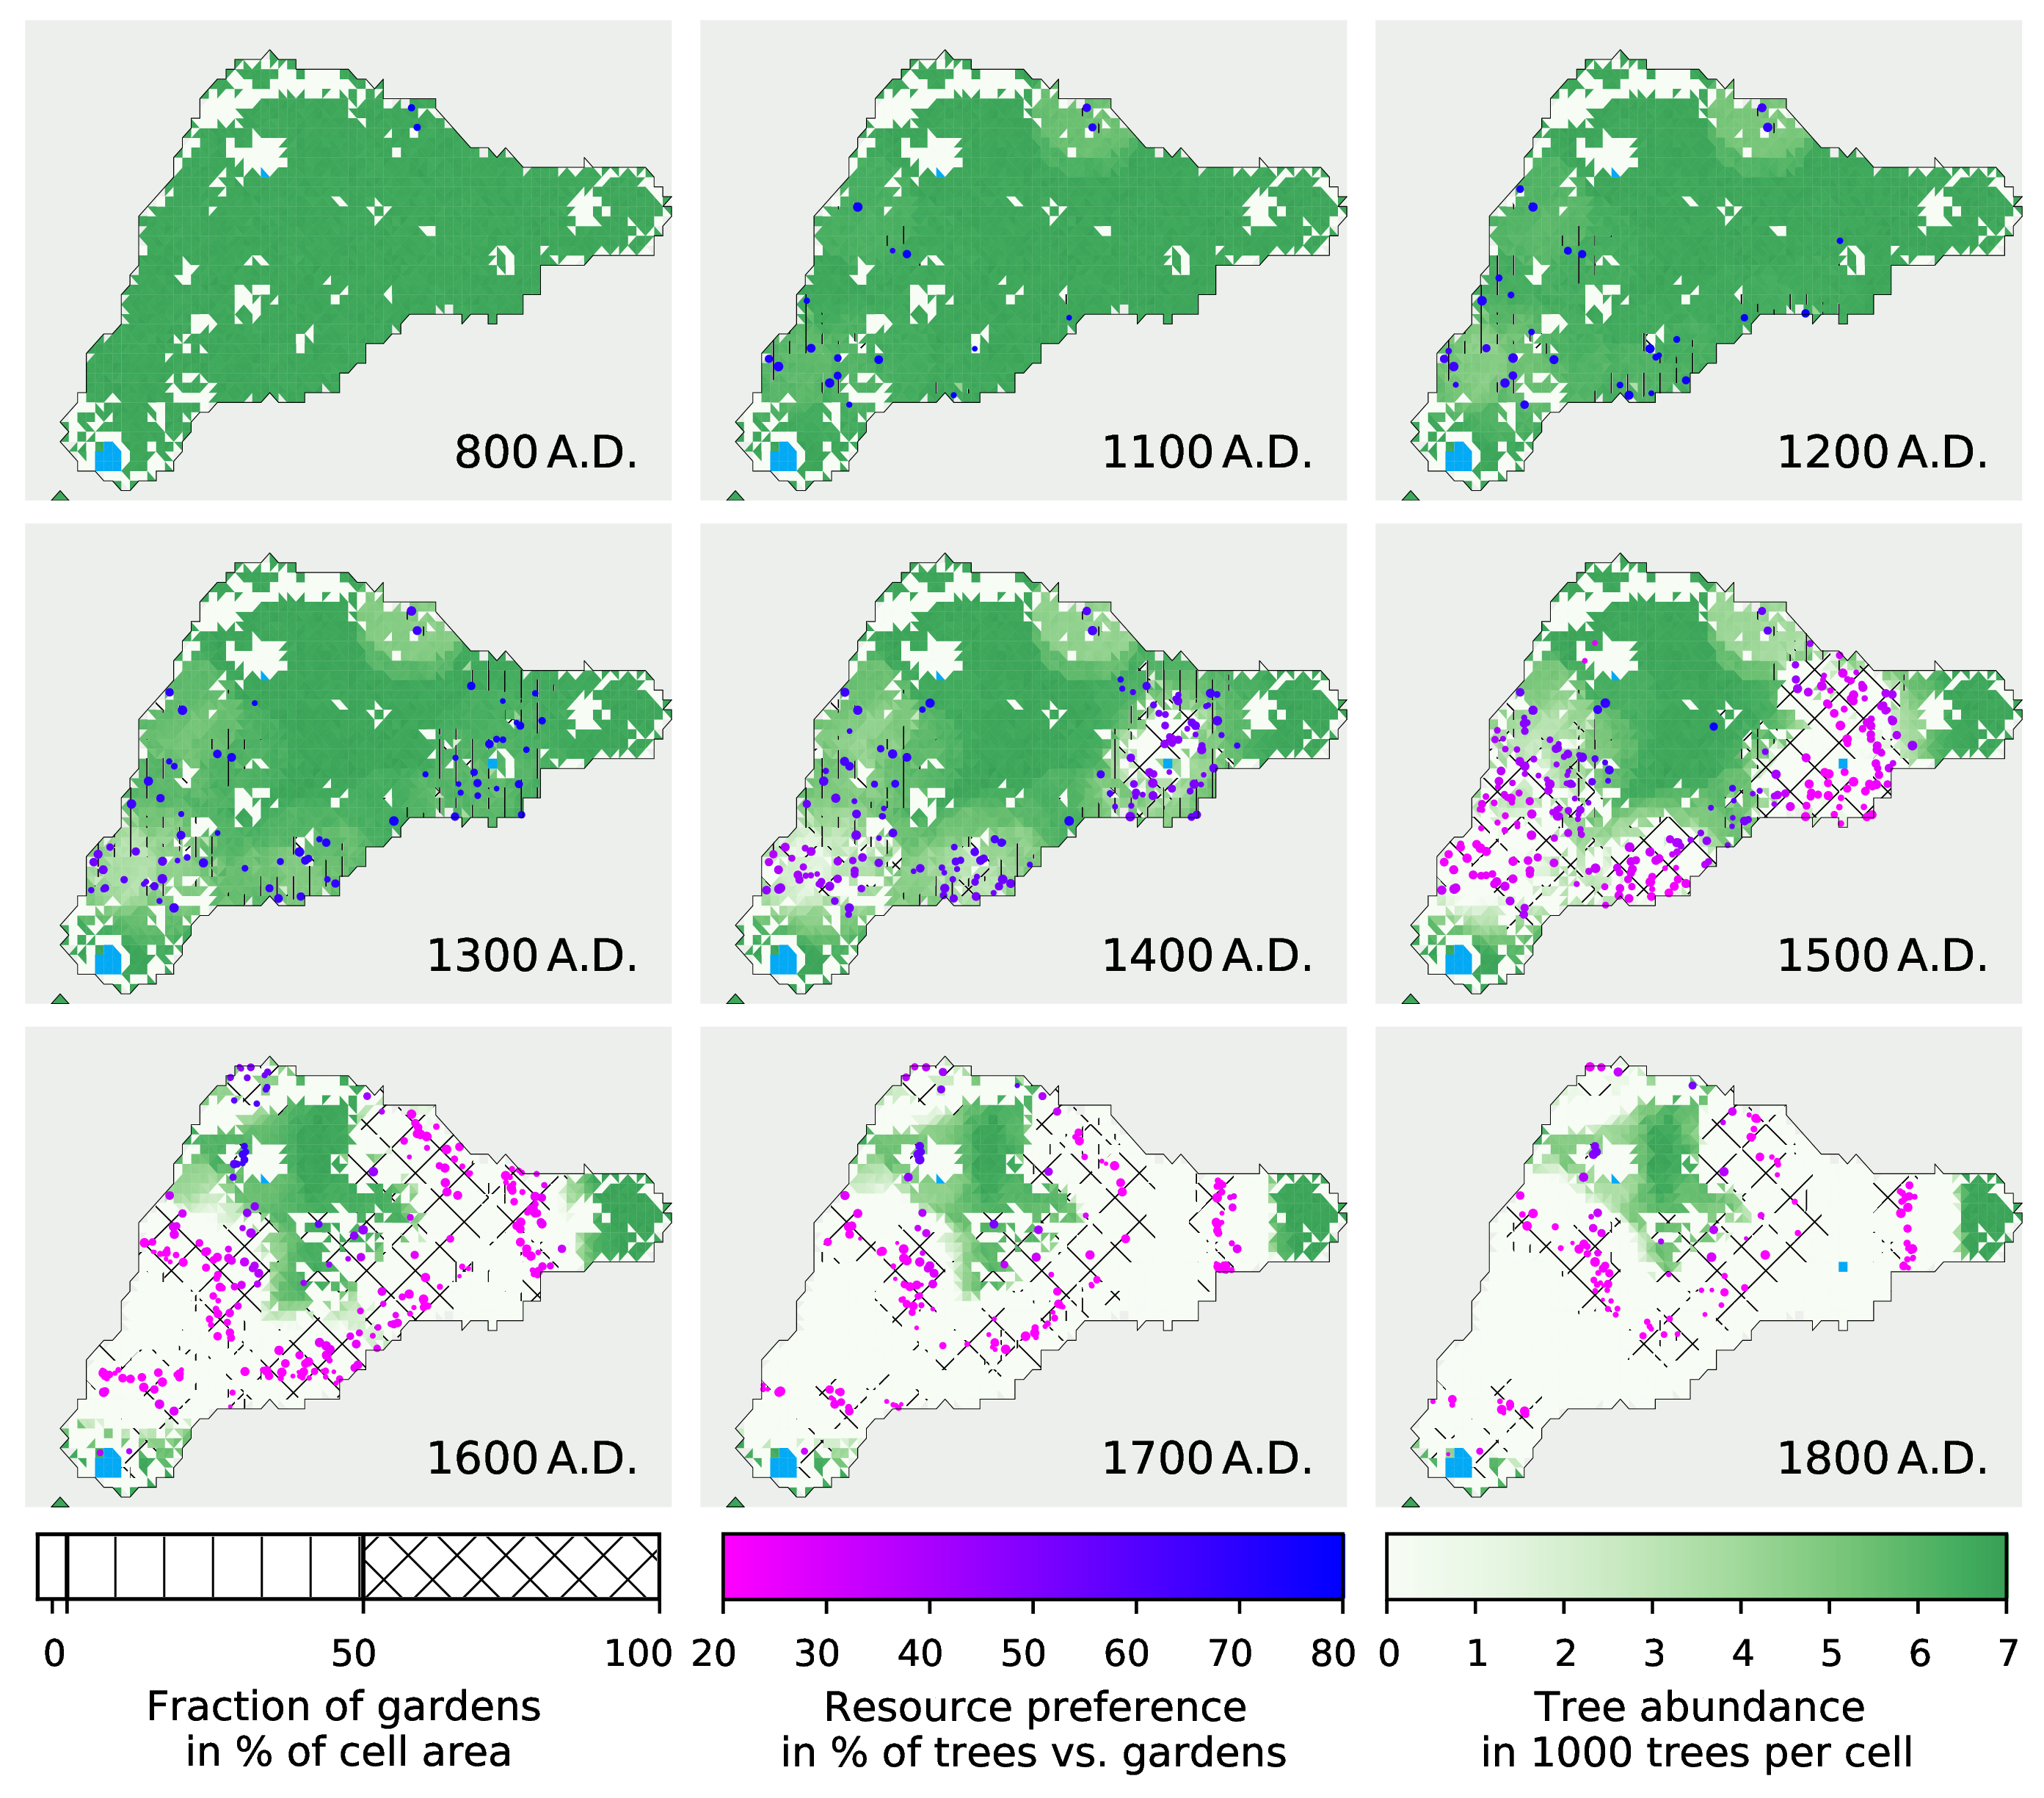 800 A.D.
1100 A.D.
1200 A.D.
1300 A.D.
1400 A.D.
1500 A.D.
1600 A.D.
1700 A.D.
1800 A.D.
0 50 100
Fraction of gardens
in % of cell area
20 30 40 50 60 70 80
Resource preference
in % of trees vs. gardens
0 1 2 3 4 5 6 7
Tree abundance
in 1000 trees per cell